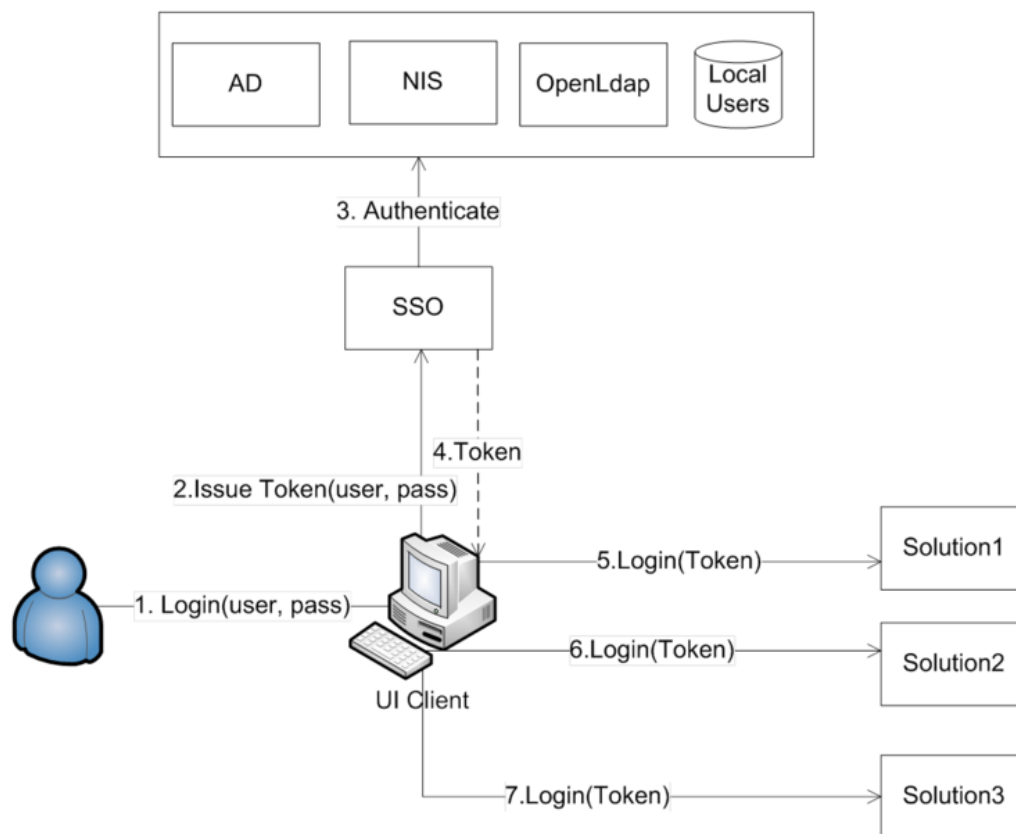 AD
NIS
OpenLdap
Local
Users
3. Authenticate
SSO
4.Token
2.Issue Token(user, pass)
5.Login(Token)
Solution1
1. Login(user, pass)
6.Login(Token)
Solution2
UI Client
7.Login(Token)
Solution3